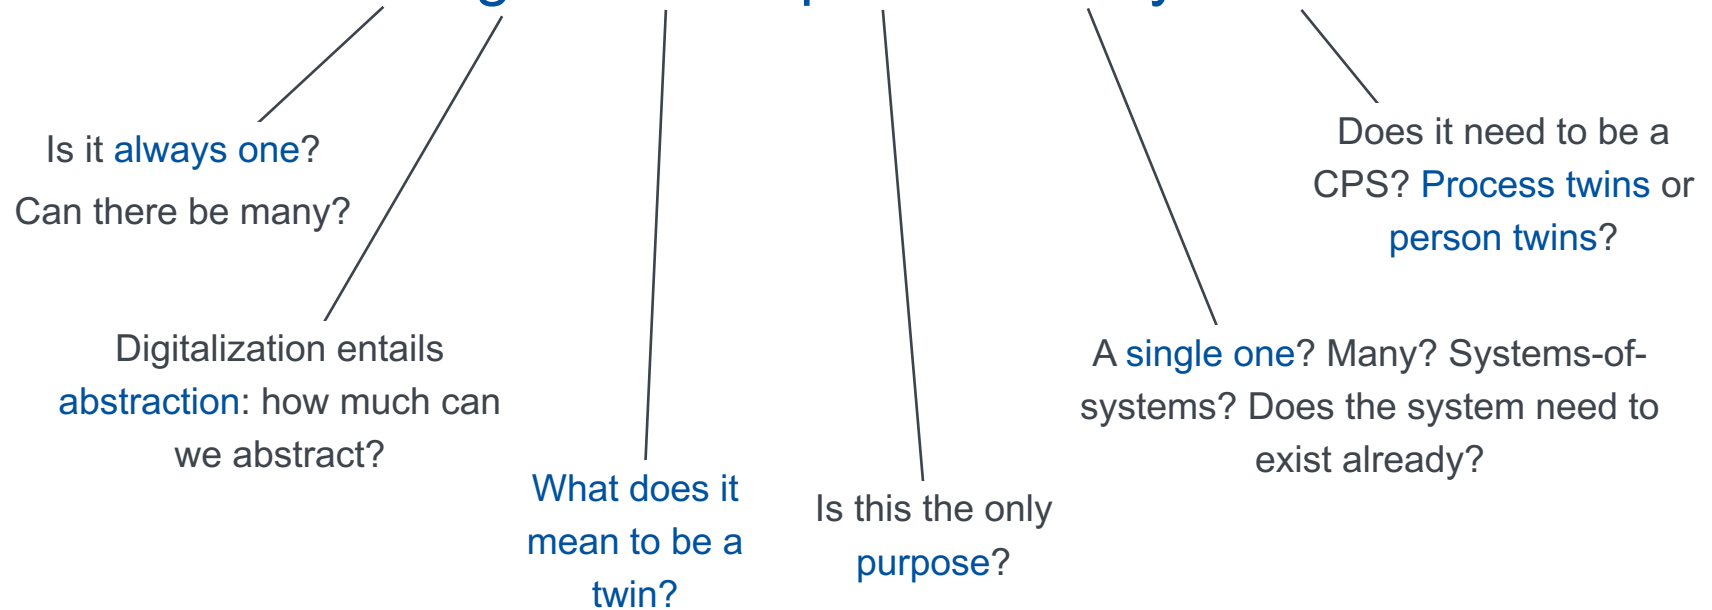 Is it always one?
Can there be many?
Does it need to be a
CPS? Process twins or
person twins?
Digitalization entails
abstraction: how much can
we abstract?
A single one? Many? Systems-of-
systems? Does the system need to
exist already?
What does it
mean to be a
twin?
Is this the only
purpose?